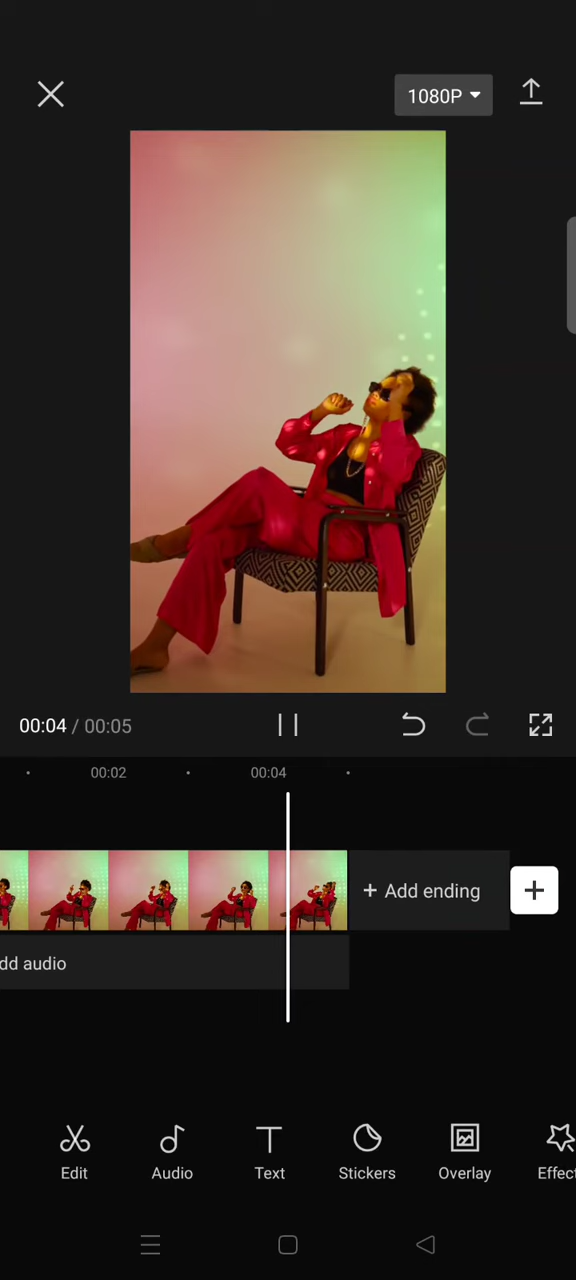 1080P
00:04 / 00:05
00:02 00:04
+ Add ending
dd audio
Edit Audio Text Stickers Overlay Effect